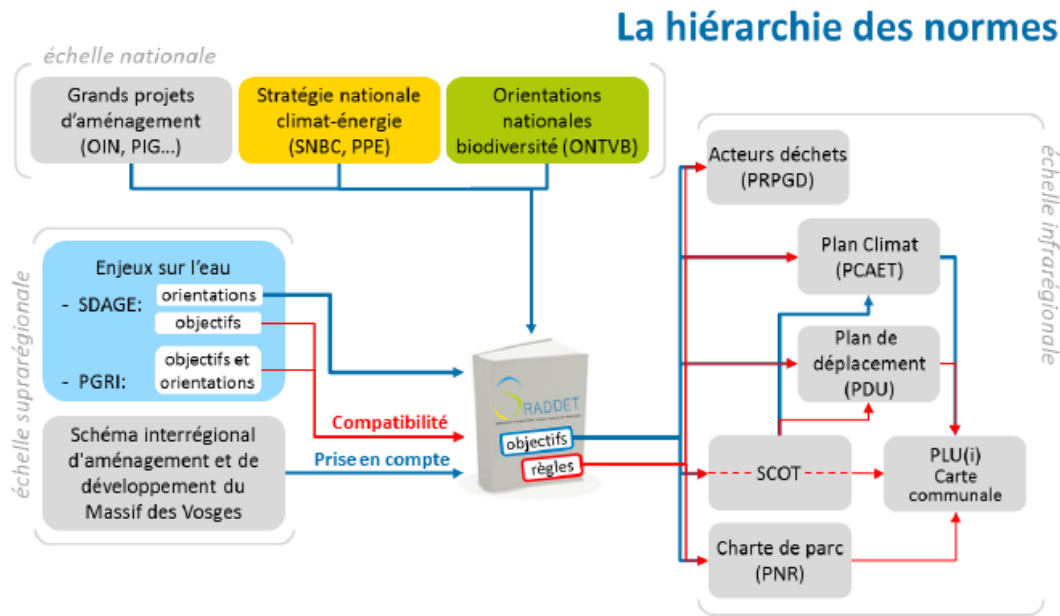 La hiérarchie des normes
échelle nationale
Grands projets
d'aménagement
(OIN, PIG...)
Stratégie nationale
climat-énergie
(SNBC, PPE)
Orientations
nationales
biodiversité (ONTVB)
échelle suprarégionale
Enjeux sur l'eau
- SDAGE:
orientations
objectifs
- PGRI:
objectifs et
orientations
Schéma interrégional
d'aménagement et de
développement du
Massif des Vosges
Compatibilité
Prise en compte
SRADDET
objectifs
règles
échelle infrarégionale
Acteurs déchets
(PRPGD)
Plan Climat
(PCAET)
Plan de
déplacement
(PDU)
SCOT
PLU(i)
Carte
communale
Charte de parc
(PNR)